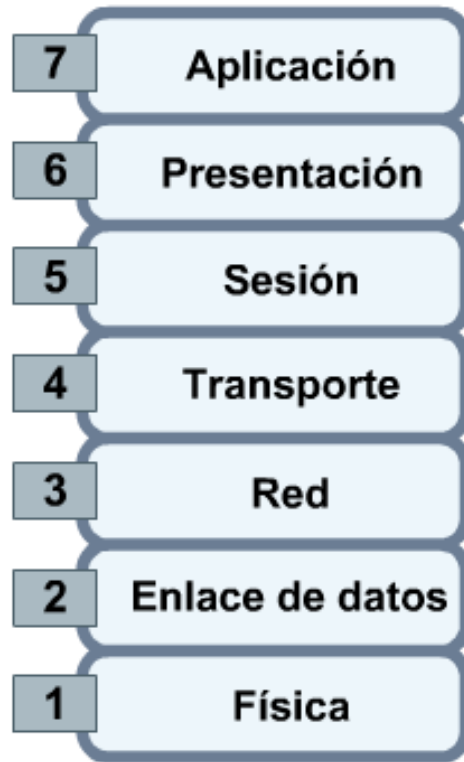 7 Aplicación
6 Presentación
5 Sesión
4 Transporte
3 Red
2 Enlace de datos
1 Física